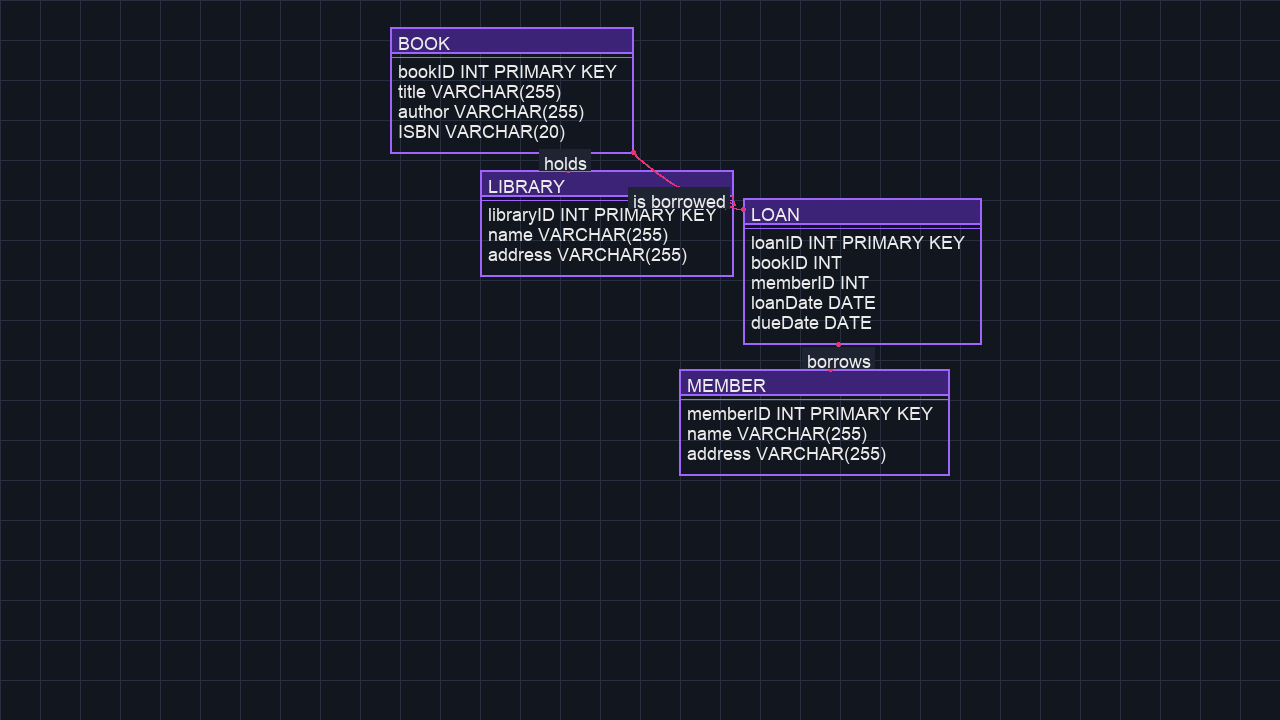 BOOK
bookID INT PRIMARY KEY
title VARCHAR(255)
author VARCHAR(255)
ISBN VARCHAR(20)
holds
LIBRARY
libraryID INT PRIMARY KEY
name VARCHAR(255)
address VARCHAR(255)
is borrowed
LOAN
loanID INT PRIMARY KEY
bookID INT
memberID INT
loanDate DATE
dueDate DATE
borrows
MEMBER
memberID INT PRIMARY KEY
name VARCHAR(255)
address VARCHAR(255)